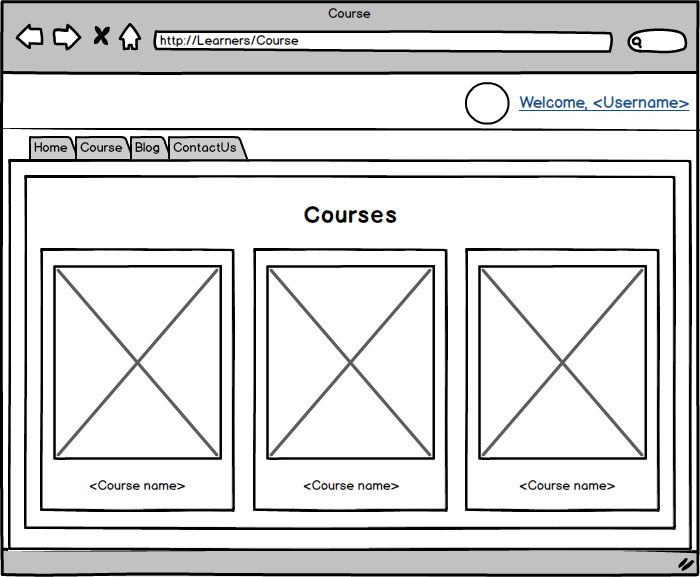 Course
http://Learners/Course
Welcome, <Username>
Home Course Blog ContactUs
Courses
<Course name> <Course name> <Course name>